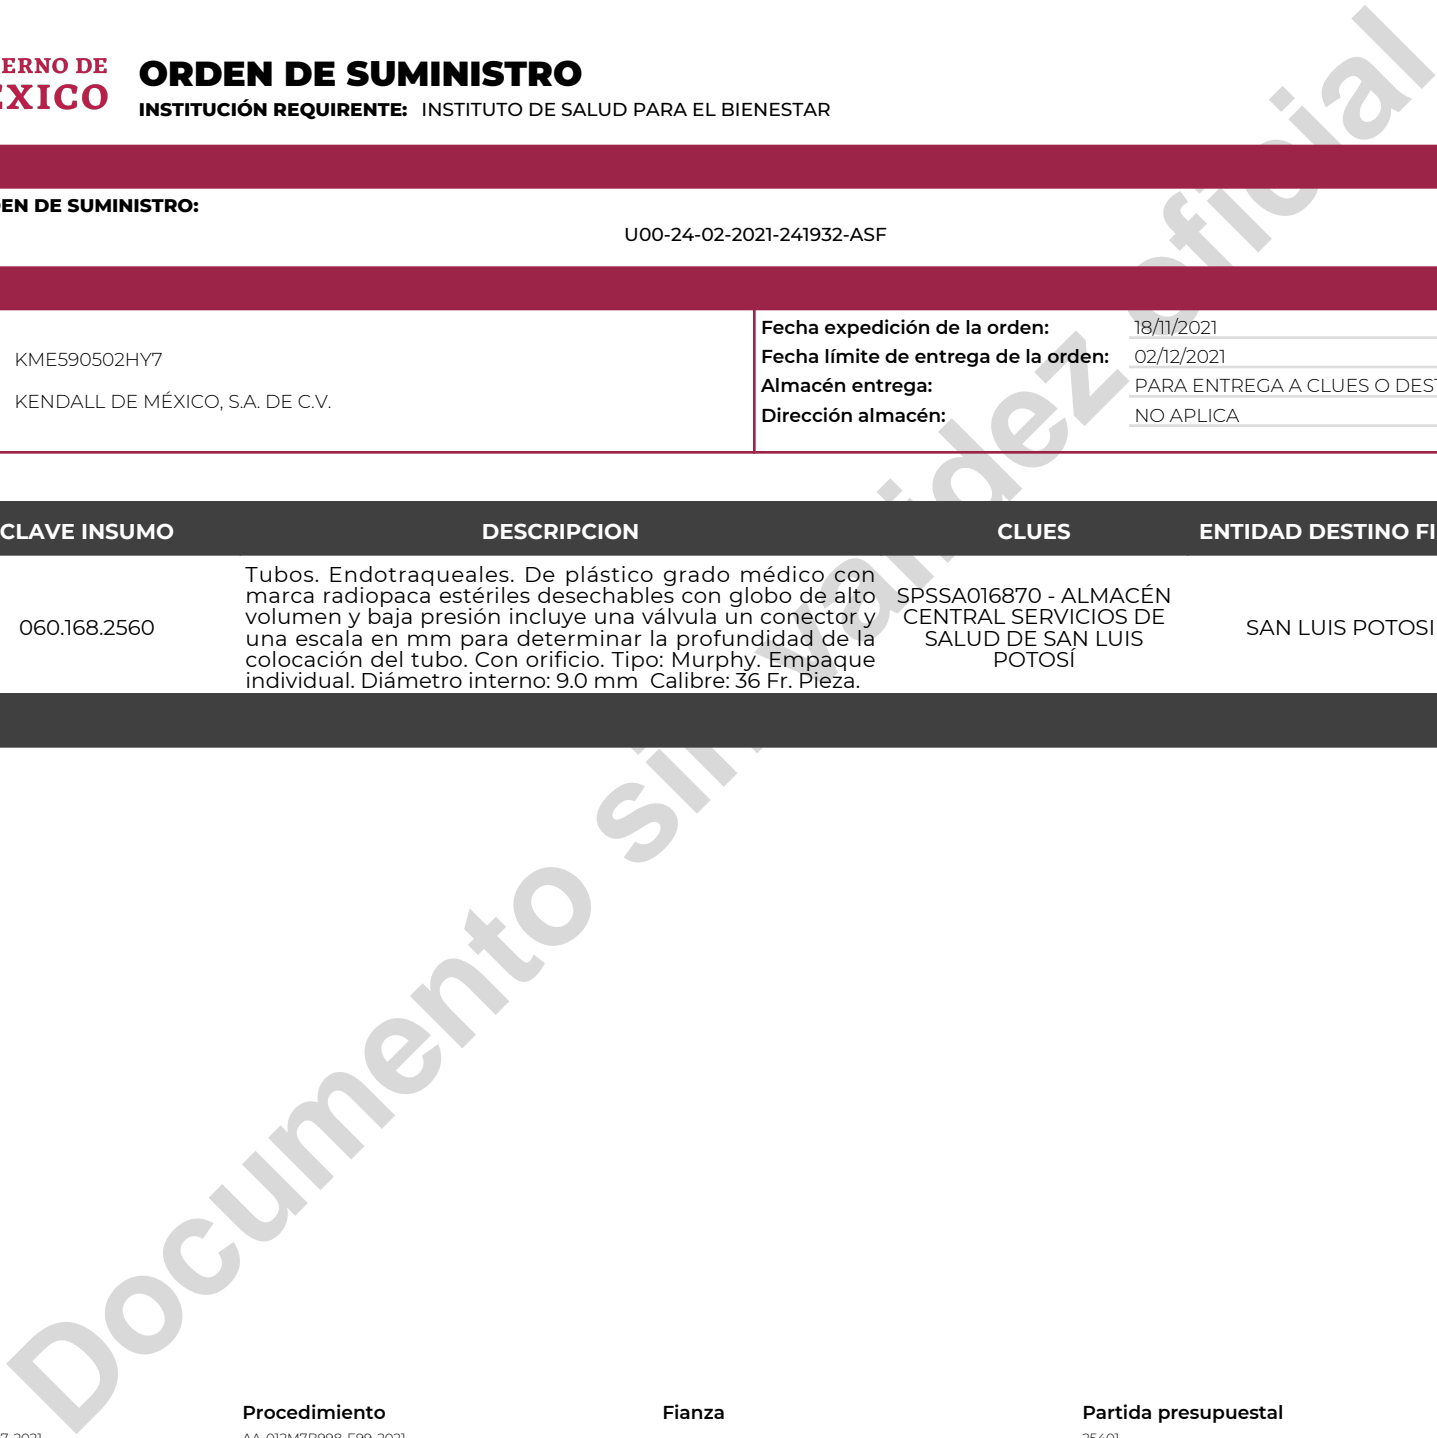 ERNO DE
ÉXICO
ORDEN DE SUMINISTRO
INSTITUCIÓN REQUIRENTE: INSTITUTO DE SALUD PARA EL BIENESTAR
EN DE SUMINISTRO:
U00-24-02-2021-241932-ASF
KME590502HY7
KENDALL DE MÉXICO, S.A. DE C.V.
Fecha expedición de la orden: 18/11/2021
Fecha límite de entrega de la orden: 02/12/2021
Almacén entrega: PARA ENTREGA A CLUES O DEST
Dirección almacén: NO APLICA
CLAVE INSUMO DESCRIPCION CLUES ENTIDAD DESTINO FI
060.168.2560
Tubos. Endotraqueales. De plástico grado médico con
marca radiopaca estériles desechables con globo de alto
volumen y baja presión incluye una válvula un conector y
una escala en mm para determinar la profundidad de la
colocación del tubo. Con orificio. Tipo: Murphy. Empaque
individual. Diámetro interno: 9.0 mm Calibre: 36 Fr. Pieza.
SPSSA016870 - ALMACÉN
CENTRAL SERVICIOS DE
SALUD DE SAN LUIS
POTOSÍ
SAN LUIS POTOSI
Documento sin validez oficial
Procedimiento Fianza Partida presupuestal